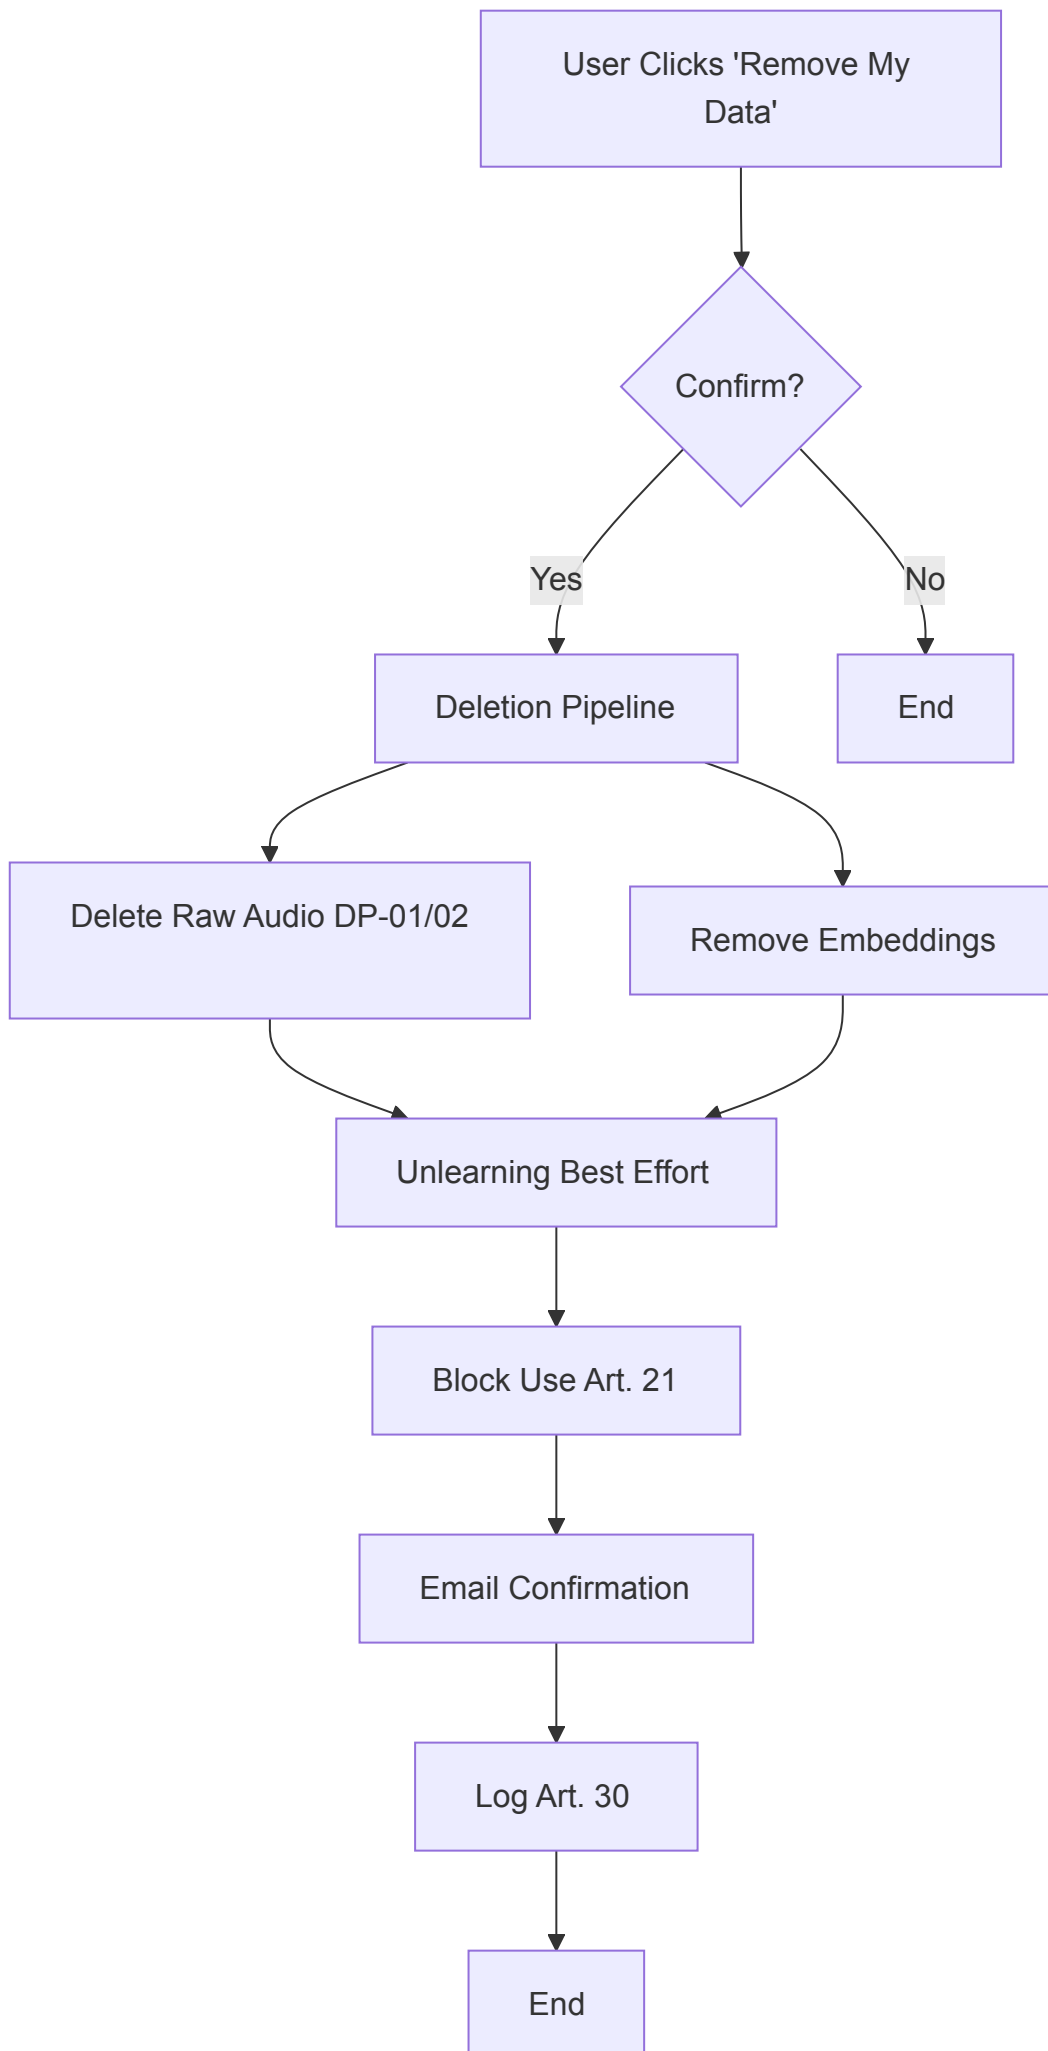 User Clicks 'Remove My
Data'
Confirm?
Yes
No
Deletion Pipeline
End
Delete Raw Audio DP-01/02
Remove Embeddings
Unlearning Best Effort
Block Use Art. 21
Email Confirmation
Log Art. 30
End